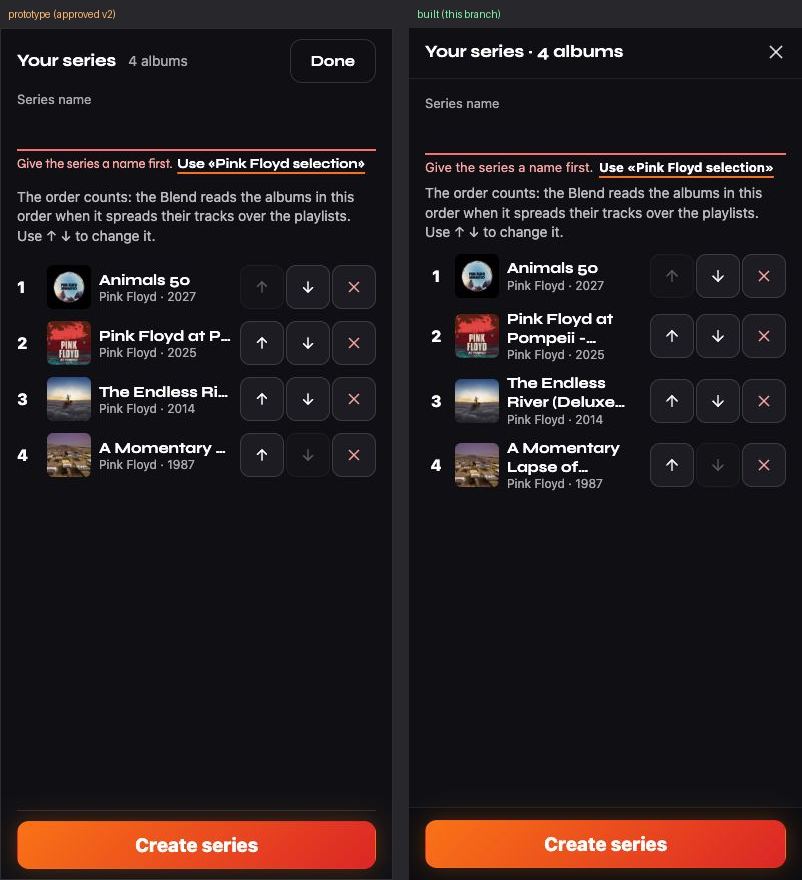 prototype (approved v2)
Your series 4 albums
Done
Series name
Give the series a name first. Use «Pink Floyd selection»
The order counts: the Blend reads the albums in this
order when it spreads their tracks over the playlists.
Use ↑ ↓ to change it.
1 Animals 50 ↑ ↓ ×
Pink Floyd · 2027
2 Pink Floyd at P... ↑ ↓ ×
Pink Floyd · 2025
3 The Endless Ri... ↑ ↓ ×
Pink Floyd · 2014
4 A Momentary ... ↑ ↓ ×
Pink Floyd · 1987
Create series
built (this branch)
Your series · 4 albums ×
Series name
Give the series a name first. Use «Pink Floyd selection»
The order counts: the Blend reads the albums in this
order when it spreads their tracks over the playlists.
Use ↑ ↓ to change it.
1 Animals 50 ↑ ↓ ×
Pink Floyd · 2027
2 Pink Floyd at
Pompeii -... ↑ ↓ ×
Pink Floyd · 2025
3 The Endless
River (Deluxe... ↑ ↓ ×
Pink Floyd · 2014
4 A Momentary
Lapse of... ↑ ↓ ×
Pink Floyd · 1987
Create series